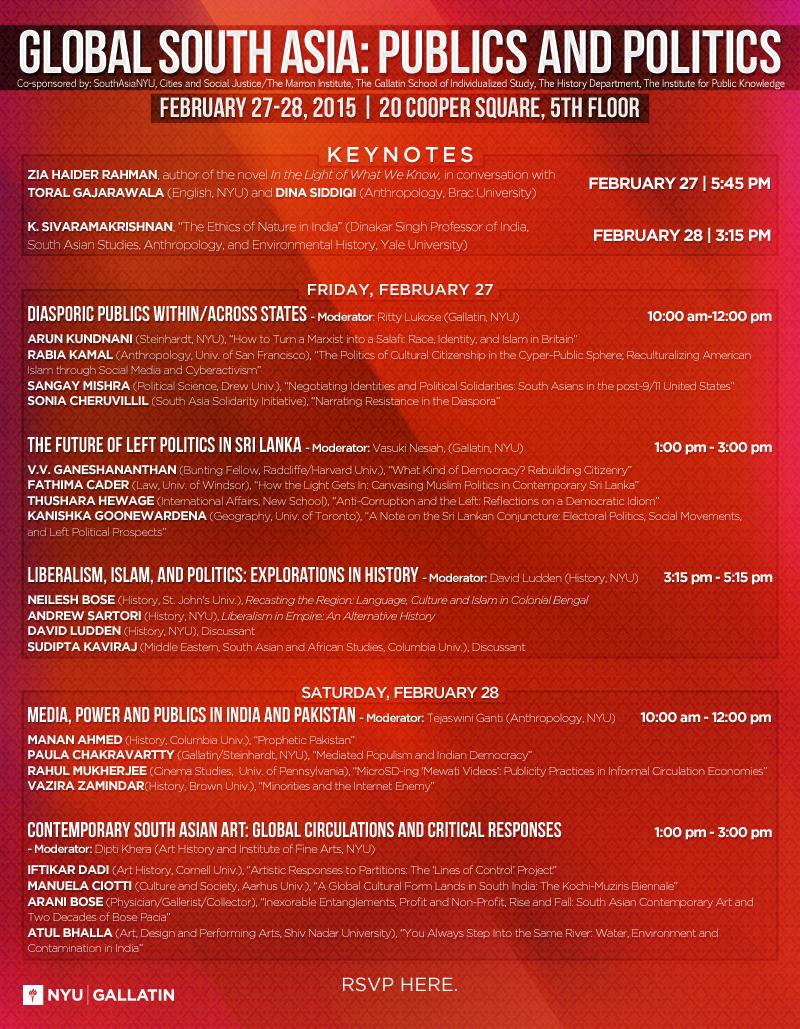 GLOBAL SOUTH ASIA: PUBLICS AND POLITICS
Co-sponsored by: SouthAsiaNYU, Cities and Social Justice/The Marron Institute, The Gallatin School of Individualized Study, The History Department, The Institute for Public Knowledge
FEBRUARY 27-28, 2015 | 20 COOPER SQUARE, 5TH FLOOR
KEYNOTES
ZIA HAIDER RAHMAN, author of the novel In the Light of What We Know, in conversation with
TORAL GAJARAWALA (English, NYU) and DINA SIDDIQI (Anthropology, Brac University)
FEBRUARY 27 | 5:45 PM
K. SIVARAMAKRISHNAN, "The Ethics of Nature in India" (Dinakar Singh Professor of India,
South Asian Studies, Anthropology, and Environmental History, Yale University)
FEBRUARY 28 | 3:15 PM
FRIDAY, FEBRUARY 27
DIASPORIC PUBLICS WITHIN/ACROSS STATES - Moderator: Ritty Lukose (Gallatin, NYU) 10:00 am-12:00 pm
ARUN KUNDNANI (Steinhardt, NYU), "How to Turn a Marxist into a Salafi: Race, Identity, and Islam in Britain"
RABIA KAMAL (Anthropology, Univ. of San Francisco), "The Politics of Cultural Citizenship in the Cyper-Public Sphere; Reculturalizing American
Islam through Social Media and Cyberactivism"
SANGAY MISHRA (Political Science, Drew Univ.), "Negotiating Identities and Political Solidarities: South Asians in the post-9/11 United States"
SONIA CHERUVILLIL (South Asia Solidarity Initiative), "Narrating Resistance in the Diaspora"
THE FUTURE OF LEFT POLITICS IN SRI LANKA - Moderator: Vasuki Nesiah, (Gallatin, NYU) 1:00 pm - 3:00 pm
V.V. GANESHANANTHAN (Bunting Fellow, Radcliffe/Harvard Univ.), "What Kind of Democracy? Rebuilding Citizenry"
FATHIMA CADER (Law, Univ. of Windsor), "How the Light Gets In: Canvasing Muslim Politics in Contemporary Sri Lanka"
THUSHARA HEWAGE (International Affairs, New School), "Anti-Corruption and the Left: Reflections on a Democratic Idiom"
KANISHKA GOONEWARDENA (Geography, Univ. of Toronto), "A Note on the Sri Lankan Conjuncture: Electoral Politics, Social Movements,
and Left Political Prospects"
LIBERALISM, ISLAM, AND POLITICS: EXPLORATIONS IN HISTORY - Moderator: David Ludden (History, NYU) 3:15 pm - 5:15 pm
NEILESH BOSE (History, St. John's Univ.), Recasting the Region: Language, Culture and Islam in Colonial Bengal
ANDREW SARTORI (History, NYU), Liberalism in Empire: An Alternative History
DAVID LUDDEN (History, NYU), Discussant
SUDIPTA KAVIRAJ (Middle Eastern, South Asian and African Studies, Columbia Univ.), Discussant
SATURDAY, FEBRUARY 28
MEDIA, POWER AND PUBLICS IN INDIA AND PAKISTAN - Moderator: Tejaswini Ganti (Anthropology, NYU) 10:00 am - 12:00 pm
MANAN AHMED (History, Columbia Univ.), "Prophetic Pakistan"
PAULA CHAKRAVARTTY (Gallatin/Steinhardt, NYU), "Mediated Populism and Indian Democracy"
RAHUL MUKHERJEE (Cinema Studies, Univ. of Pennsylvania), "MicroSD-ing 'Mewati Videos': Publicity Practices in Informal Circulation Economies"
VAZIRA ZAMINDAR(History, Brown Univ.), "Minorities and the Internet Enemy"
CONTEMPORARY SOUTH ASIAN ART: GLOBAL CIRCULATIONS AND CRITICAL RESPONSES 1:00 pm - 3:00 pm
- Moderator: Dipti Khera (Art History and Institute of Fine Arts, NYU)
IFTIKAR DADI (Art History, Cornell Univ.), "Artistic Responses to Partitions: The 'Lines of Control' Project"
MANUELA CIOTTI (Culture and Society, Aarhus Univ.), "A Global Cultural Form Lands in South India: The Kochi-Muziris Biennale"
ARANI BOSE (Physician/Gallerist/Collector), "Inexorable Entanglements, Profit and Non-Profit, Rise and Fall: South Asian Contemporary Art and
Two Decades of Bose Pacia"
ATUL BHALLA (Art, Design and Performing Arts, Shiv Nadar University), "You Always Step Into the Same River: Water, Environment and
Contamination in India"
RSVP HERE.
NYU | GALLATIN